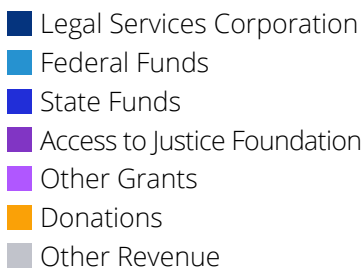 Legal Services Corporation
Federal Funds
State Funds
Access to Justice Foundation
Other Grants
Donations
Other Revenue